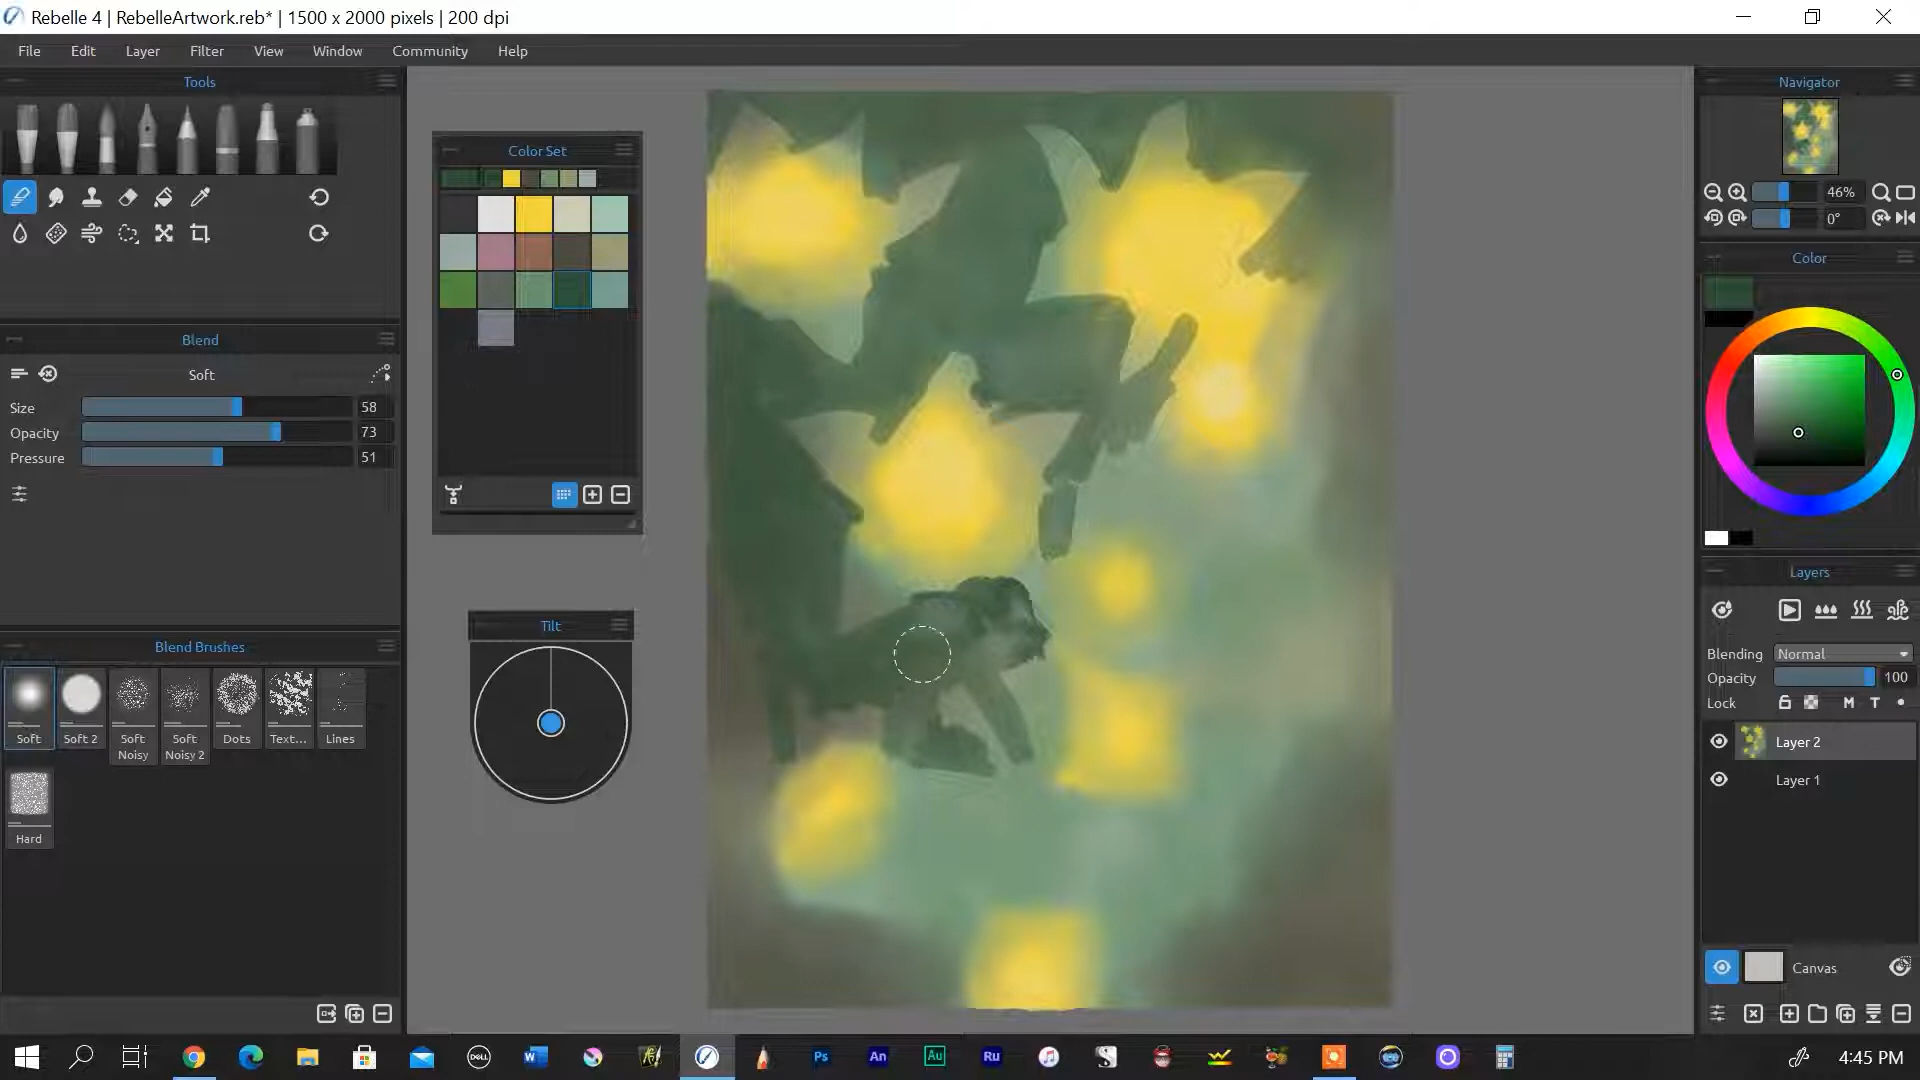 Rebelle 4 | RebelleArtwork.reb* | 1500 x 2000 pixels | 200 dpi
File Edit Layer Filter View Window Community Help
Tools
Blend
Soft
Size 58
Opacity 73
Pressure 51
Blend Brushes
Soft Soft 2 Soft Noisy Soft Noisy 2 Dots Text... Lines
Hard
Color Set
Tilt
Navigator
46%
0°
Color
Layers
Blending Normal
Opacity 100
Lock M T
Layer 2
Layer 1
Canvas
DELL W Ps An Au Ru S
4:45 PM